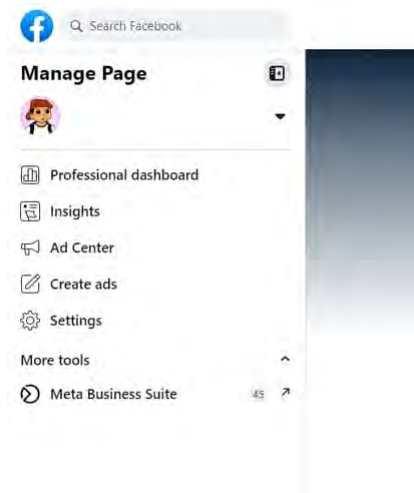 Search Facebook
Manage Page
Professional dashboard
Insights
Ad Center
Create ads
Settings
More tools
Meta Business Suite 45